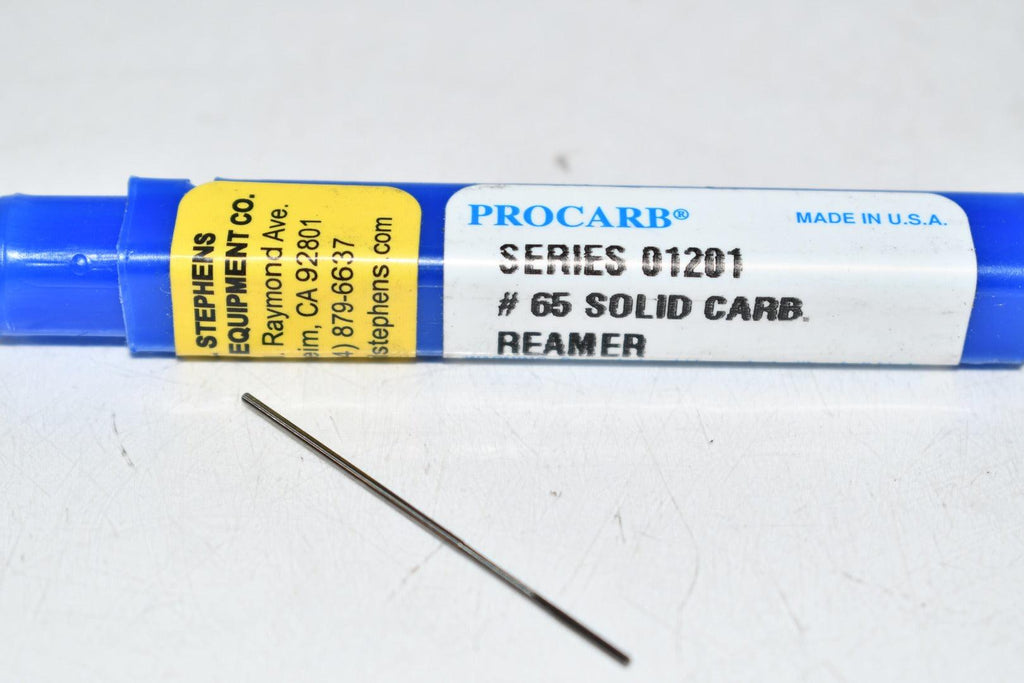 STEPHENS
EQUIPMENT CO.
Raymond Ave.
CA 92801
879-6637
stephens.com
PROCARB®
MADE IN U.S.A.
SERIES 01201
# 65 SOLID CARB.
REAMER